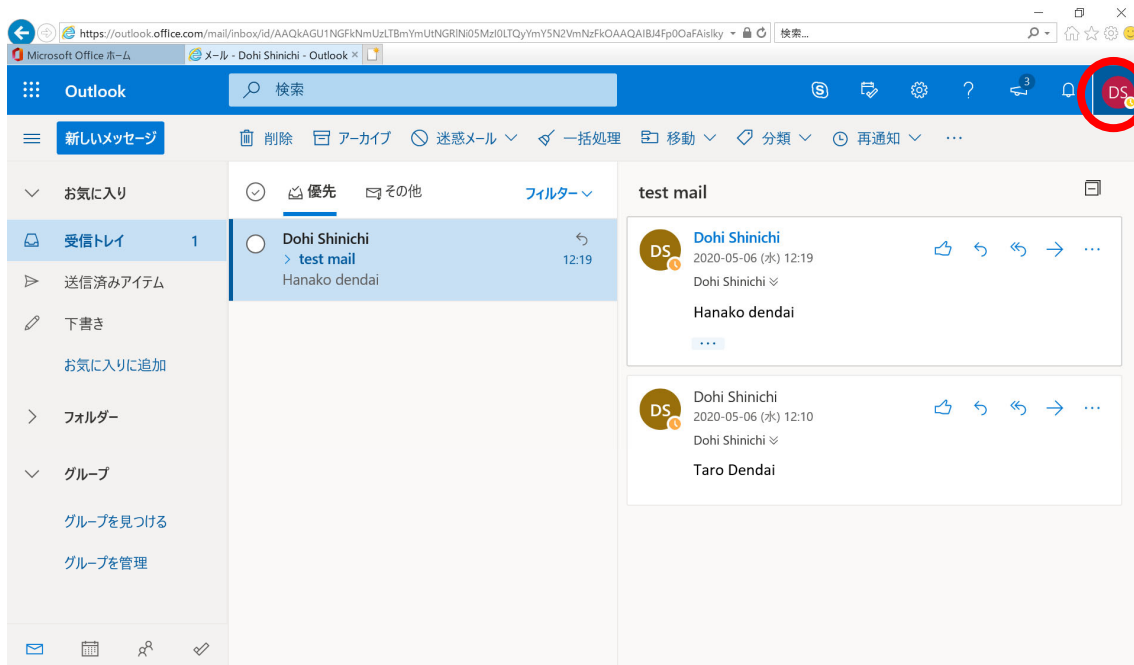 https://outlook.office.com/mail/inbox/id/AAQkAGU1NGFkNmUzLTBmYmUtNGRlNi05MzI0LTQyYmY5N2VmNzFkOAAQAIBJ4Fp0OaFAislky
検索...
Microsoft Office ホーム
メール - Dohi Shinichi - Outlook
Outlook
検索
3
DS
新しいメッセージ
削除 アーカイブ 迷惑メール 一括処理 移動 分類 再通知 ...
お気に入り
受信トレイ 1
送信済みアイテム
下書き
お気に入りに追加
フォルダー
グループ
グループを見つける
グループを管理
優先 その他 フィルター
Dohi Shinichi
> test mail 12:19
Hanako dendai
test mail
DS
Dohi Shinichi
2020-05-06 (水) 12:19
Dohi Shinichi
Hanako dendai
...
DS
Dohi Shinichi
2020-05-06 (水) 12:10
Dohi Shinichi
Taro Dendai